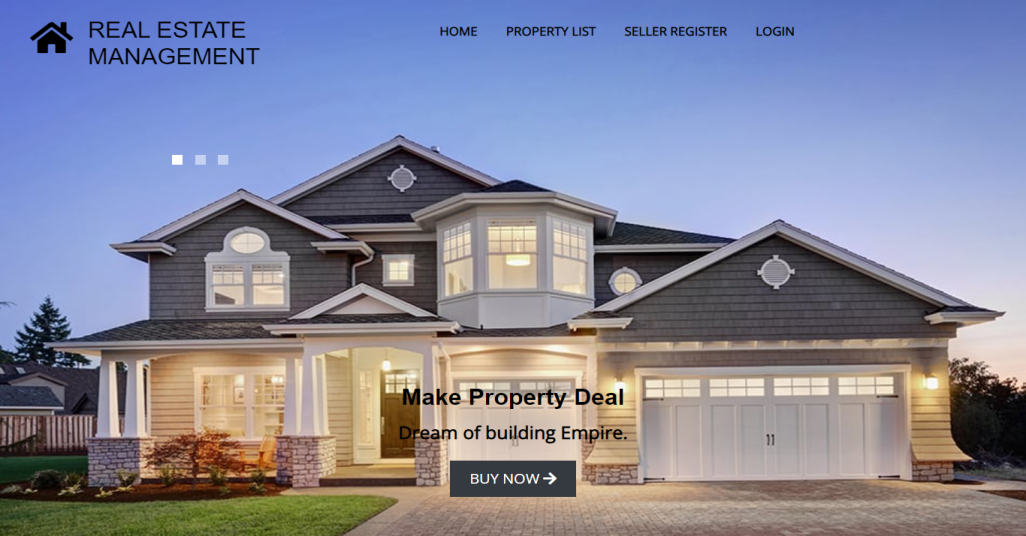 REAL ESTATE
MANAGEMENT
HOME PROPERTY LIST SELLER REGISTER LOGIN
Make Property Deal
Dream of building Empire.
BUY NOW